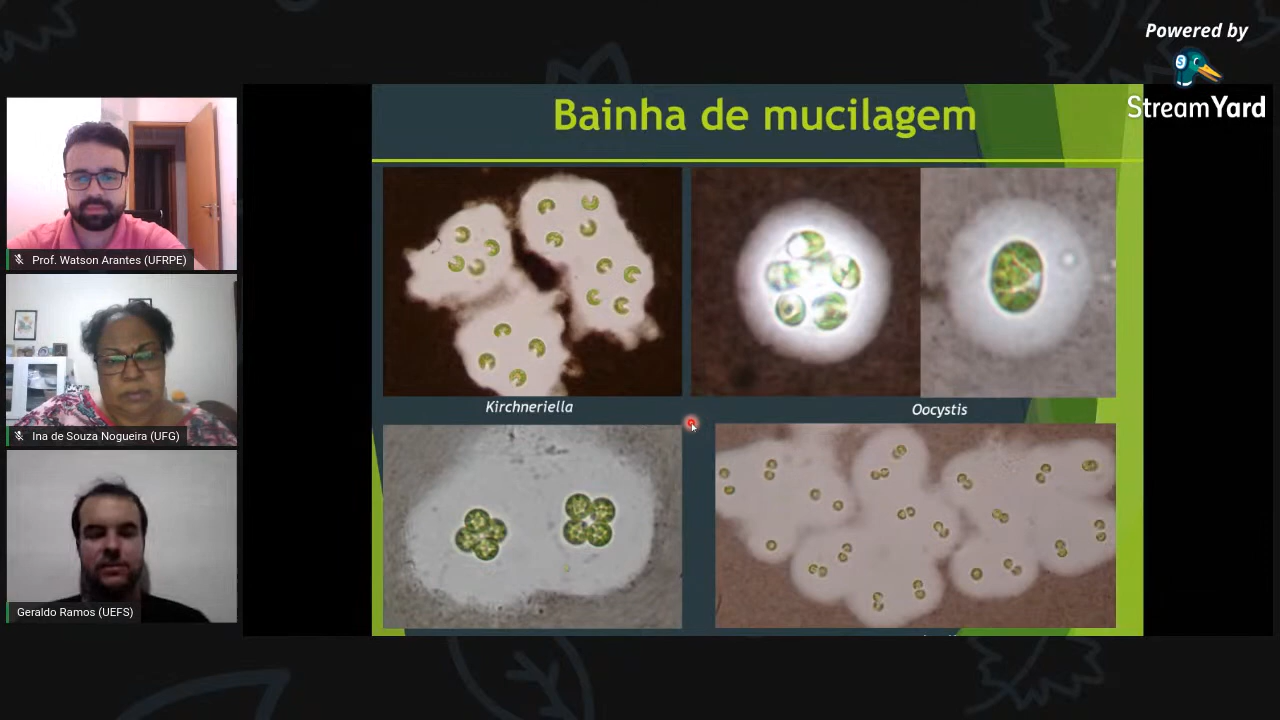 Powered by
StreamYard
Bainha de mucilagem
Prof. Watson Arantes (UFRPE)
Kirchneriella
Oocystis
Ina de Souza Nogueira (UFG)
Geraldo Ramos (UEFS)